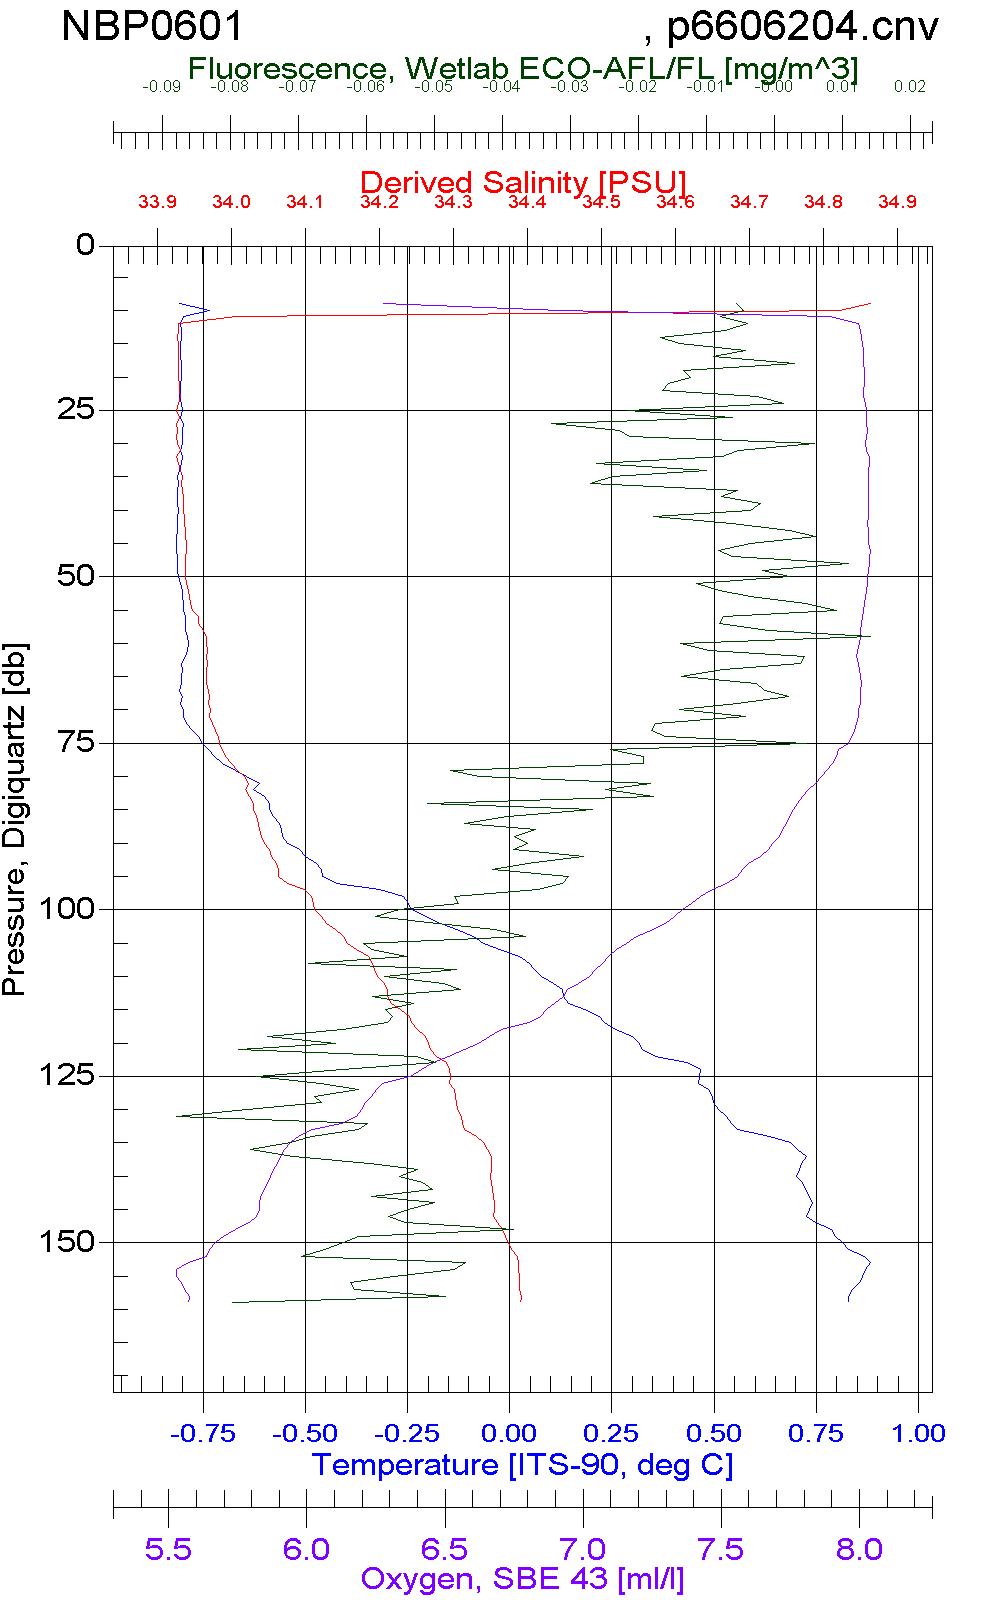 NBP0601 , p6606204.cnv
Fluorescence, Wetlab ECO-AFL/FL [mg/m^3]
-0.09 -0.08 -0.07 -0.06 -0.05 -0.04 -0.03 -0.02 -0.01 -0.00 0.01 0.02
Derived Salinity [PSU]
33.9 34.0 34.1 34.2 34.3 34.4 34.5 34.6 34.7 34.8 34.9
0
25
50
75
100
125
150
Pressure, Digiquartz [db]
-0.75 -0.50 -0.25 0.00 0.25 0.50 0.75 1.00
Temperature [ITS-90, deg C]
5.5 6.0 6.5 7.0 7.5 8.0
Oxygen, SBE 43 [ml/l]